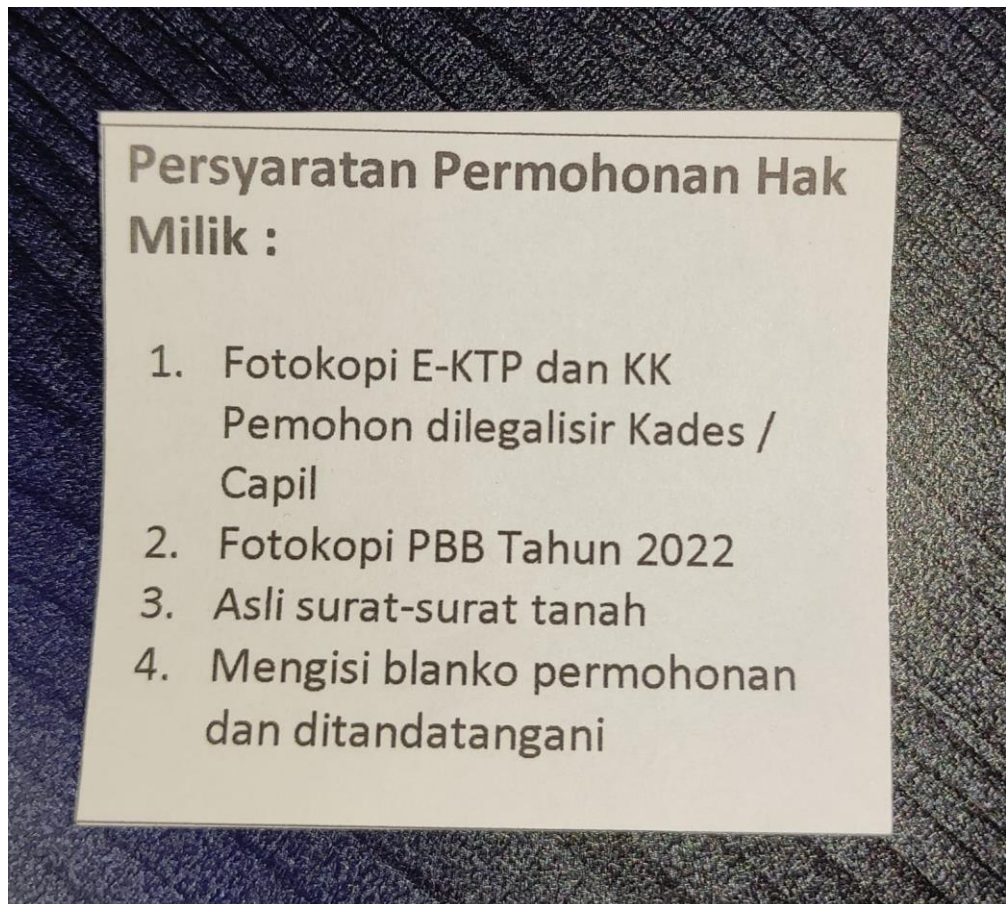 Persyaratan Permohonan Hak
Milik :
1. Fotokopi E-KTP dan KK
Pemohon dilegalisir Kades /
Capil
2. Fotokopi PBB Tahun 2022
3. Asli surat-surat tanah
4. Mengisi blanko permohonan
dan ditandatangani